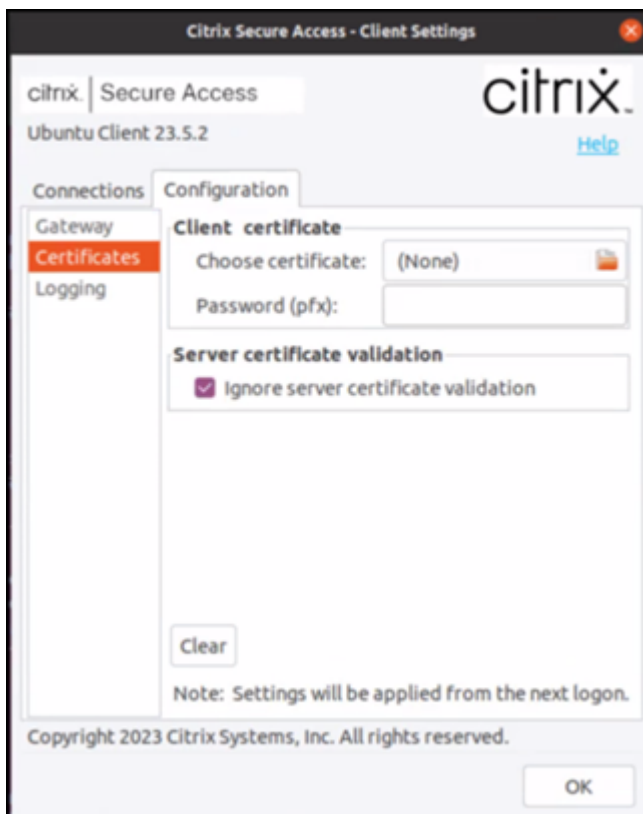 Citrix Secure Access - Client Settings
citrix. | Secure Access
citrix™
Ubuntu Client 23.5.2
Help
Connections
Configuration
Gateway
Certificates
Logging
Client certificate
Choose certificate:
(None)
Password (pfx):
Server certificate validation
Ignore server certificate validation
Clear
Note: Settings will be applied from the next logon.
Copyright 2023 Citrix Systems, Inc. All rights reserved.
OK